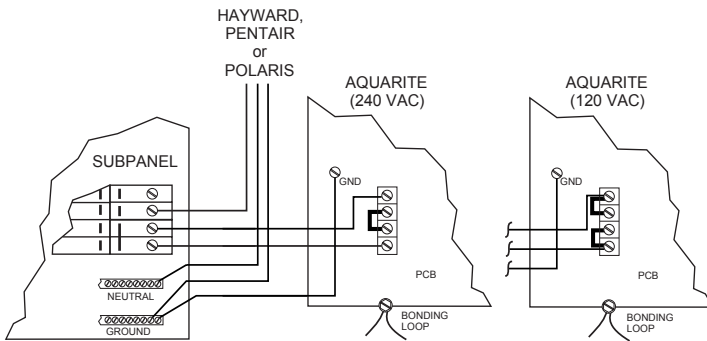 HAYWARD,
PENTAIR
or
POLARIS
SUBPANEL
NEUTRAL
GROUND
AQUARITE
(240 VAC)
GND
PCB
BONDING
LOOP
AQUARITE
(120 VAC)
GND
PCB
BONDING
LOOP